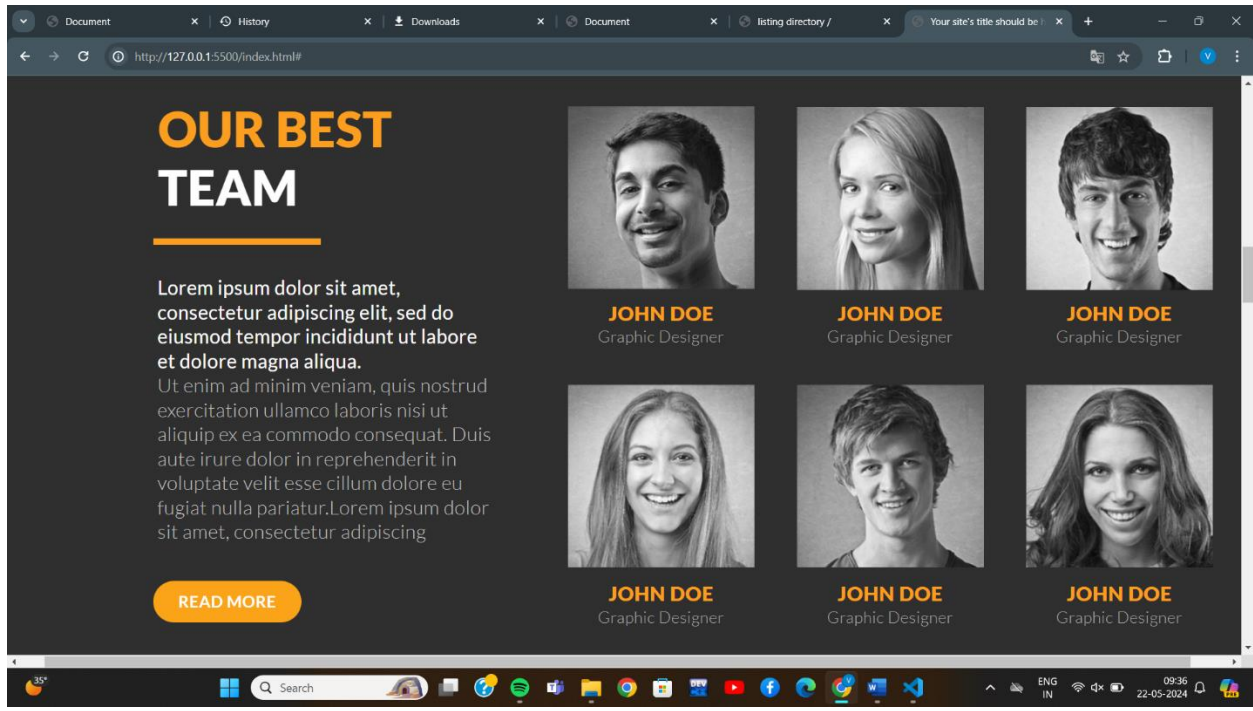 Document
History
Downloads
Document
listing directory /
Your site's title should be
http://127.0.0.1:5500/index.html#
V
OUR BEST
TEAM
Lorem ipsum dolor sit amet,
consectetur adipiscing elit, sed do
eiusmod tempor incididunt ut labore
et dolore magna aliqua.
Ut enim ad minim veniam, quis nostrud
exercitation ullamco laboris nisi ut
aliquip ex ea commodo consequat. Duis
aute irure dolor in reprehenderit in
voluptate velit esse cillum dolore eu
fugiat nulla pariatur.Lorem ipsum dolor
sit amet, consectetur adipiscing
READ MORE
JOHN DOE
Graphic Designer
JOHN DOE
Graphic Designer
JOHN DOE
Graphic Designer
JOHN DOE
Graphic Designer
JOHN DOE
Graphic Designer
JOHN DOE
Graphic Designer
35°
Search
DEV
ENG
IN
09:36
22-05-2024